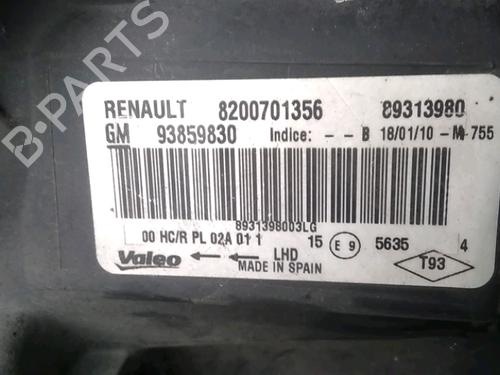 B-PARTS
RENAULT 8200701356 89313980
GM 93859830 Indice: - - B 18/01/10 - M-755
8931398003LG
00 HC/R PL 02A 01 1 15 E 9 5635 4
Valeo LHD T93
MADE IN SPAIN